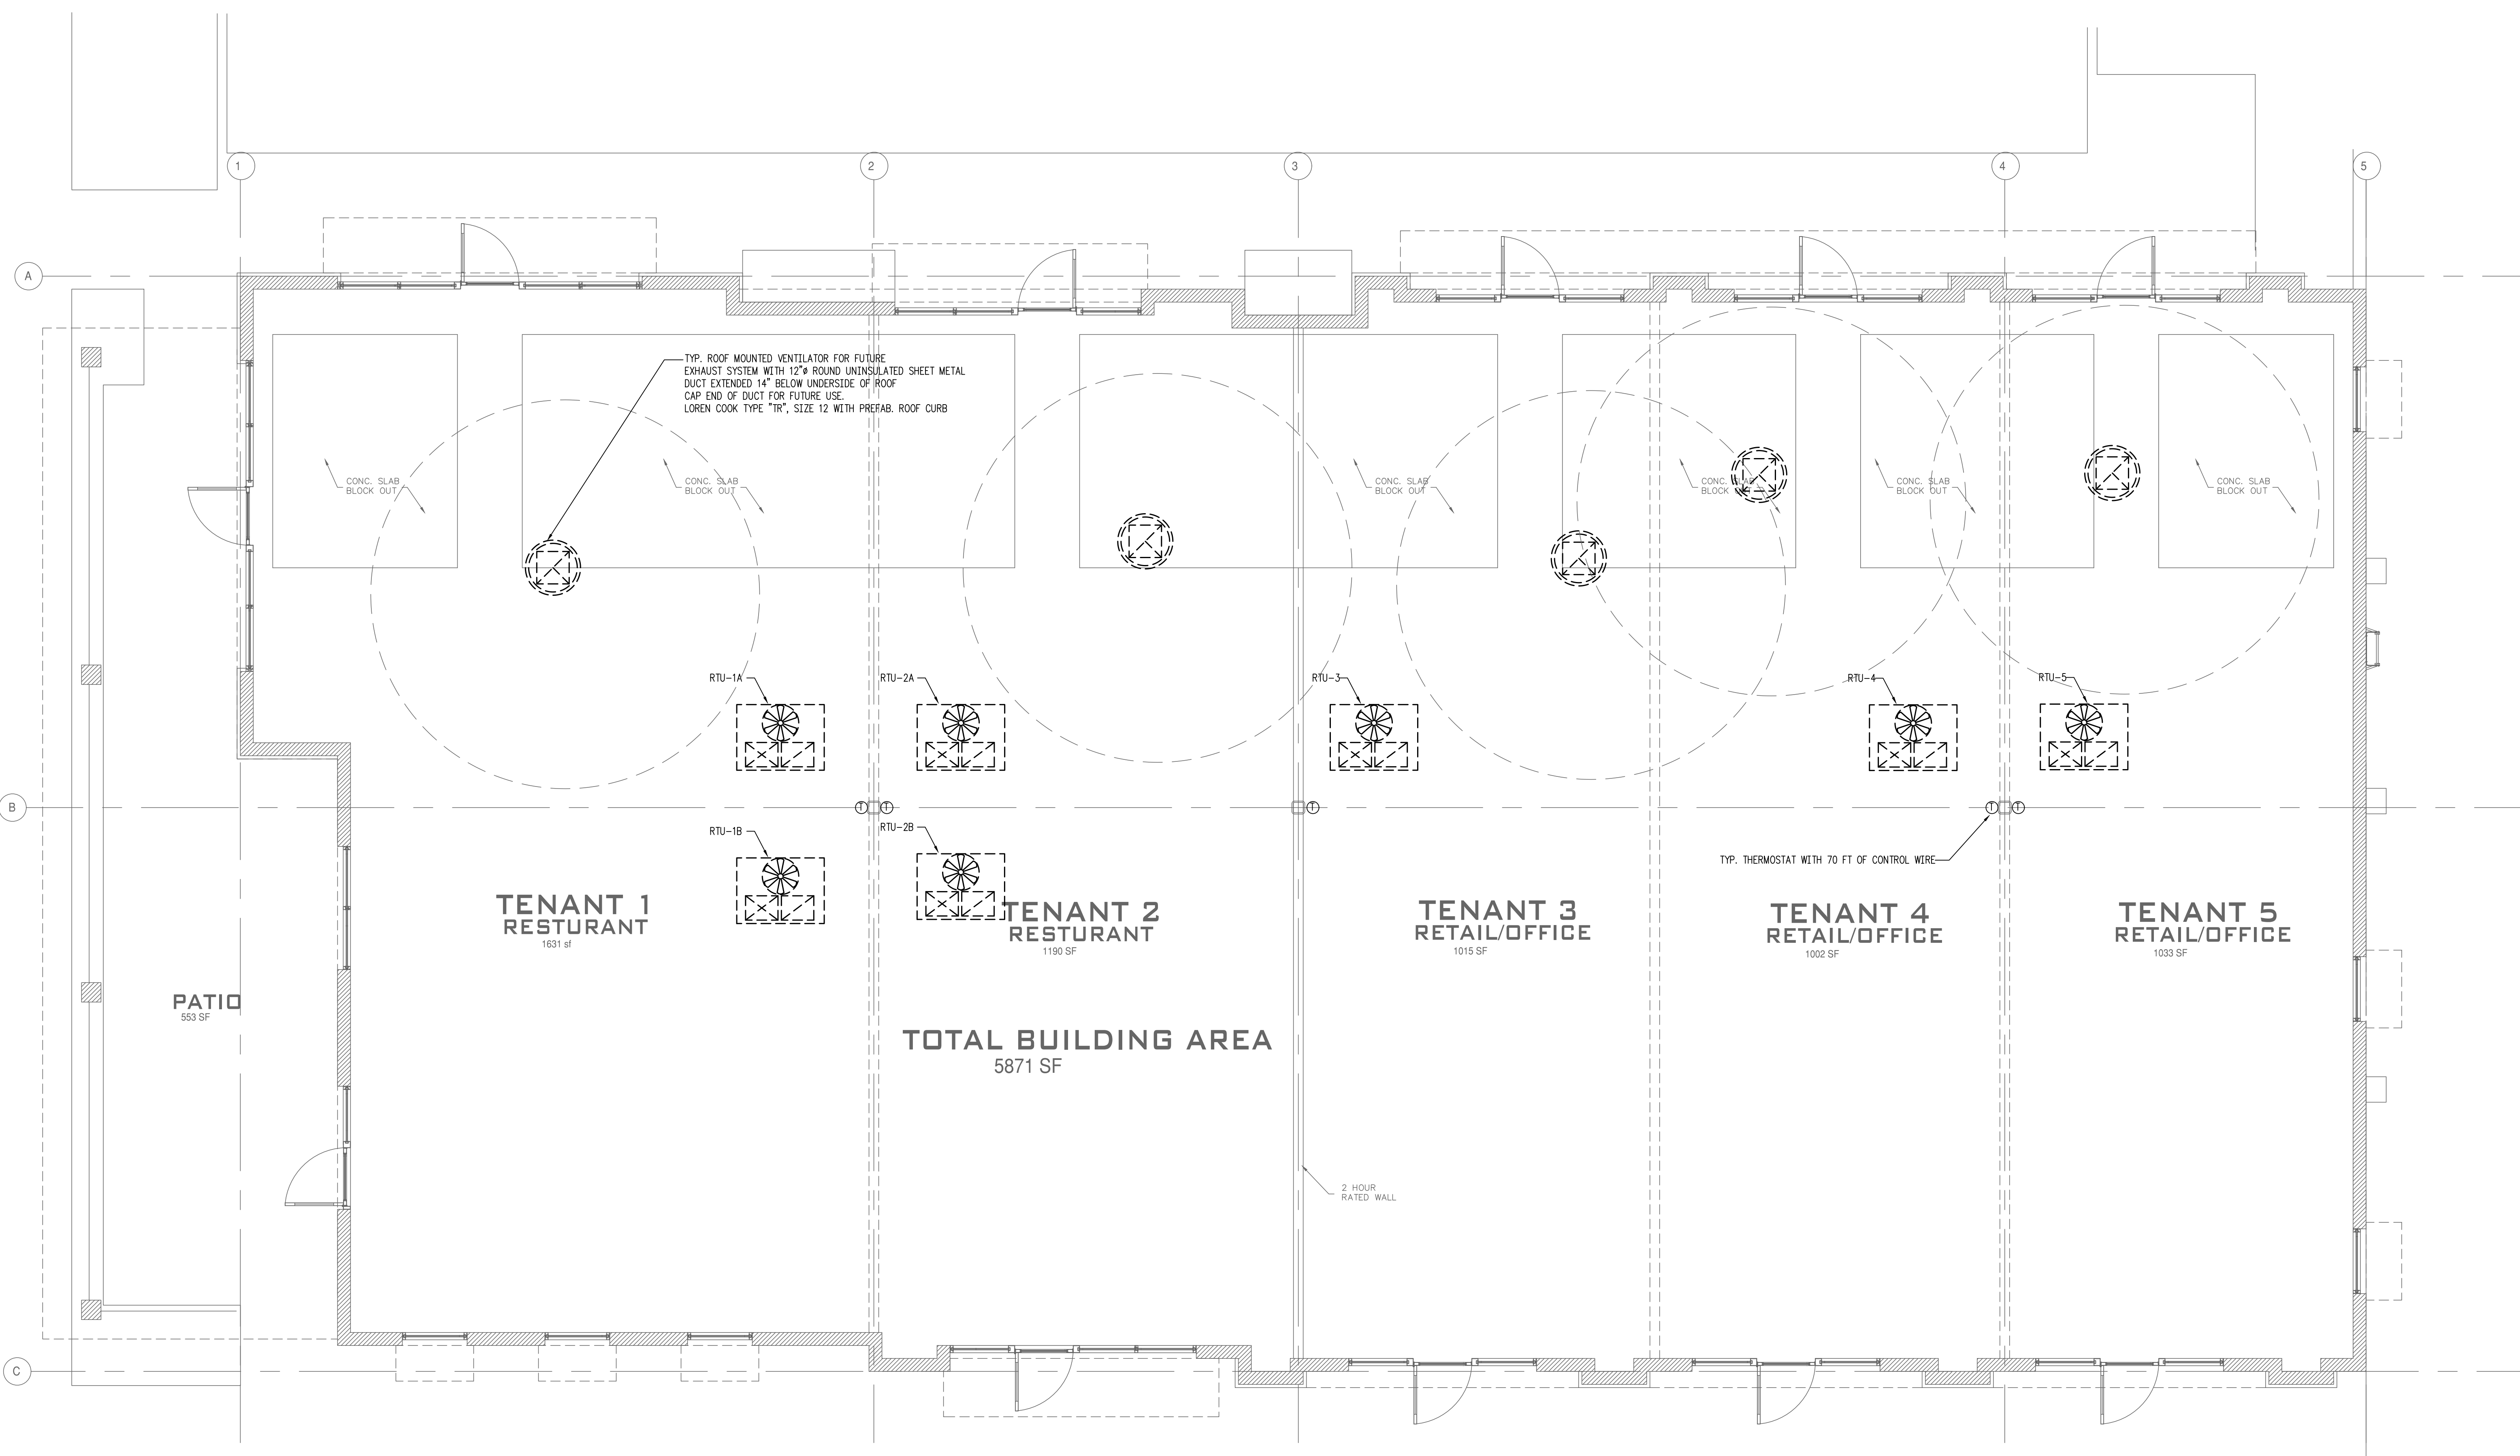 1
2
3
4
5
A
TYP. ROOF MOUNTED VENTILATOR FOR FUTURE
EXHAUST SYSTEM WITH 12"ø ROUND UNINSULATED SHEET METAL
DUCT EXTENDED 14" BELOW UNDERSIDE OF ROOF
CAP END OF DUCT FOR FUTURE USE.
LOREN COOK TYPE "TR", SIZE 12 WITH PREFAB. ROOF CURB
CONC. SLAB
BLOCK OUT
CONC. SLAB
BLOCK OUT
CONC. SLAB
BLOCK OUT
CONC. SLAB
BLOCK OUT
CONC. SLAB
BLOCK OUT
CONC. SLAB
BLOCK OUT
RTU-1A
RTU-2A
RTU-3
RTU-4
RTU-5
B
T
T
T
T
T
RTU-1B
RTU-2B
TYP. THERMOSTAT WITH 70 FT OF CONTROL WIRE
TENANT 1
RESTURANT
1631 sf
TENANT 2
RESTURANT
1190 SF
TENANT 3
RETAIL/OFFICE
1015 SF
TENANT 4
RETAIL/OFFICE
1002 SF
TENANT 5
RETAIL/OFFICE
1033 SF
PATIO
553 SF
TOTAL BUILDING AREA
5871 SF
2 HOUR
RATED WALL
C